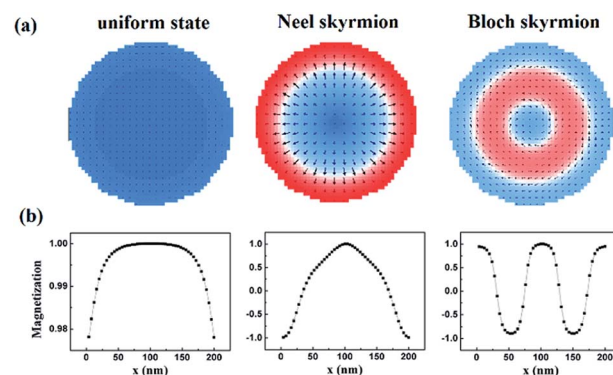 (a) uniform state Neel skyrmion Bloch skyrmion
(b)
1.00 1.0 1.0
0.5 0.5
0.99 0.0 0.0
-0.5 -0.5
0.98 -1.0 -1.0
Magnetization
0 50 100 150 200 0 50 100 150 200 0 50 100 150 200
x (nm) x (nm) x (nm)